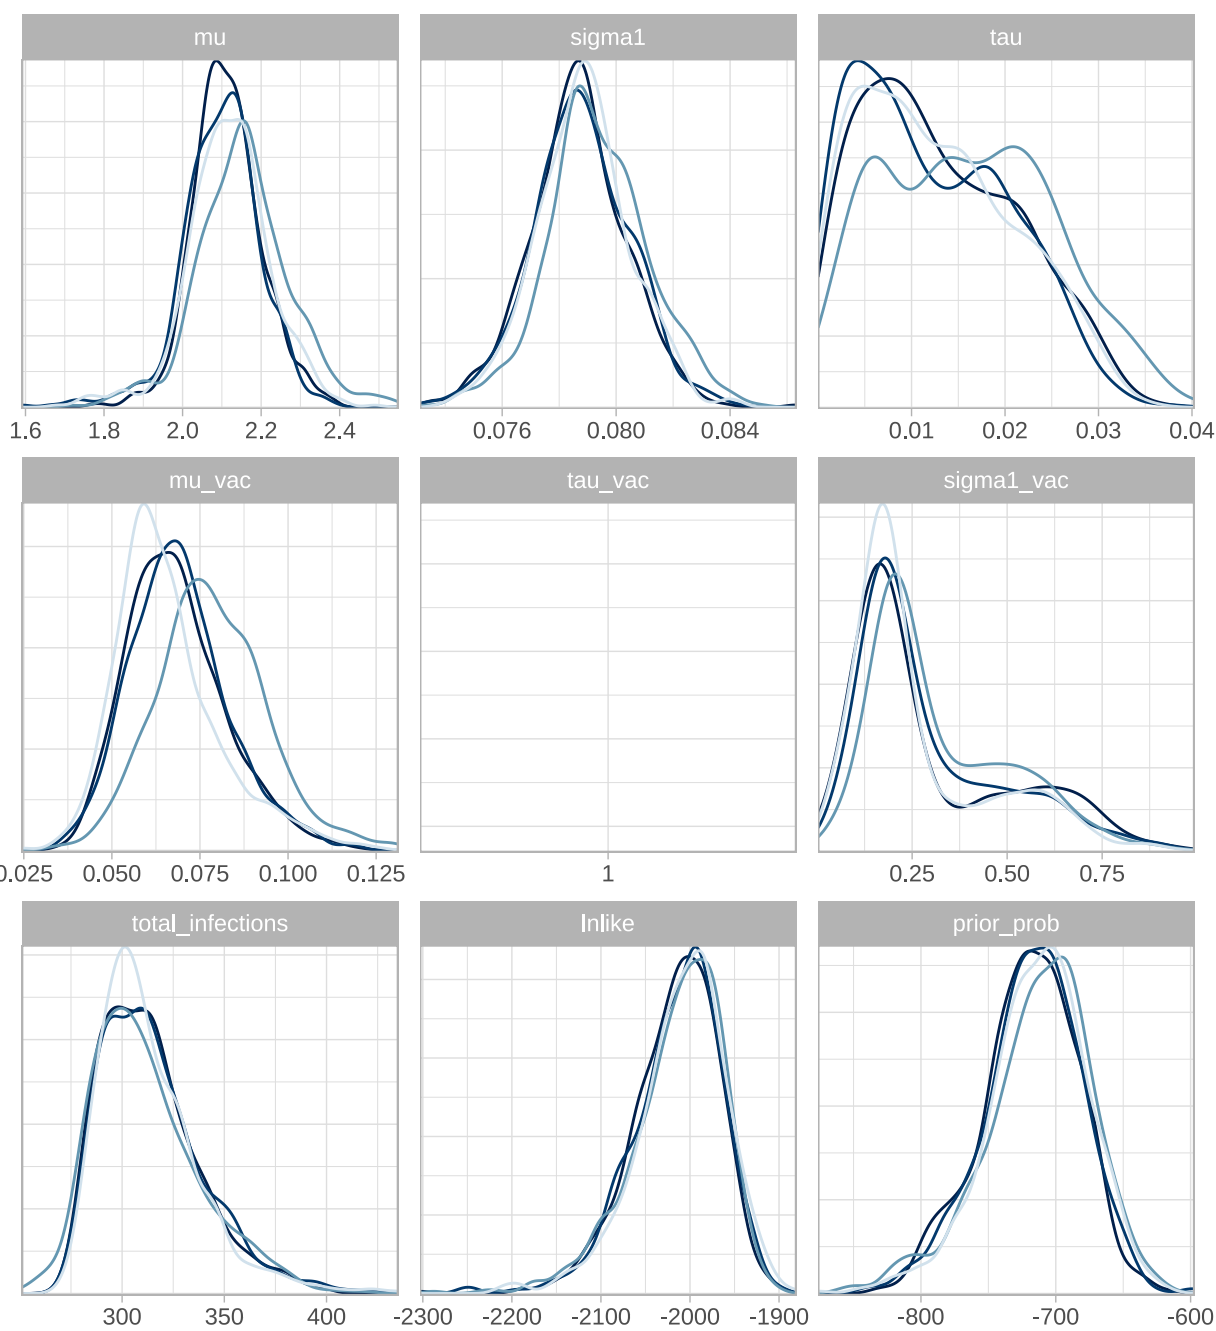 mu sigma1 tau
1.6 1.8 2.0 2.2 2.4 0.076 0.080 0.084 0.01 0.02 0.03 0.04
mu_vac tau_vac sigma1_vac
0.025 0.050 0.075 0.100 0.125 1 0.25 0.50 0.75
total_infections lnlike prior_prob
300 350 400 -2300 -2200 -2100 -2000 -1900 -800 -700 -600